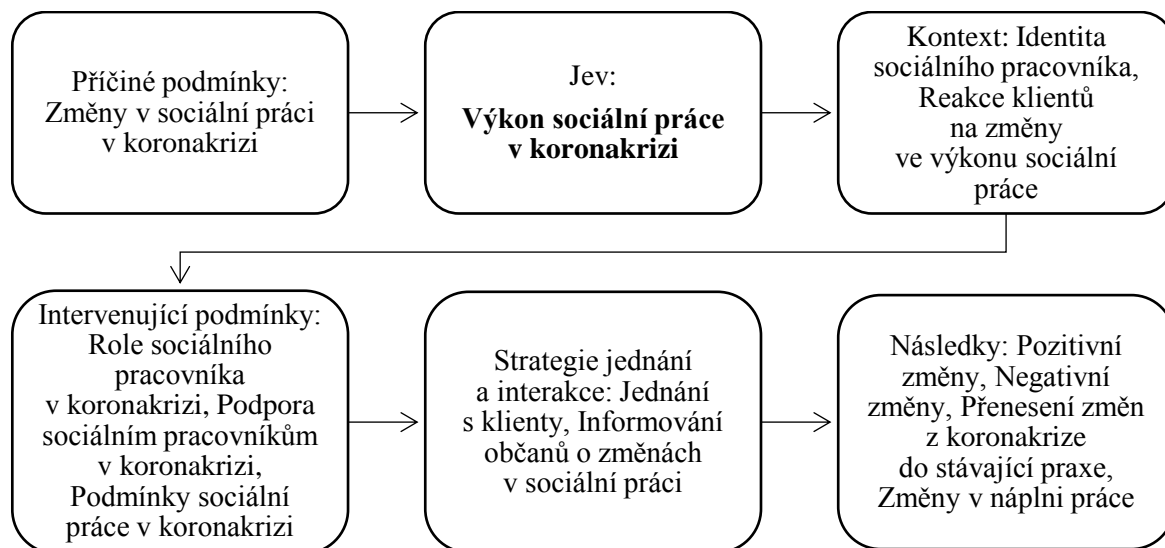 Příčiné podmínky:
Změny v sociální práci
v koronakrizi
Jev:
Výkon sociální práce
v koronakrizi
Kontext: Identita
sociálního pracovníka,
Reakce klientů
na změny
ve výkonu sociální
práce
Intervenující podmínky:
Role sociálního
pracovníka
v koronakrizi, Podpora
sociálním pracovníkům
v koronakrizi,
Podmínky sociální
práce v koronakrizi
Strategie jednání
a interakce: Jednání
s klienty, Informování
občanů o změnách
v sociální práci
Následky: Pozitivní
změny, Negativní
změny, Přenesení změn
z koronakrize
do stávající praxe,
Změny v náplni práce